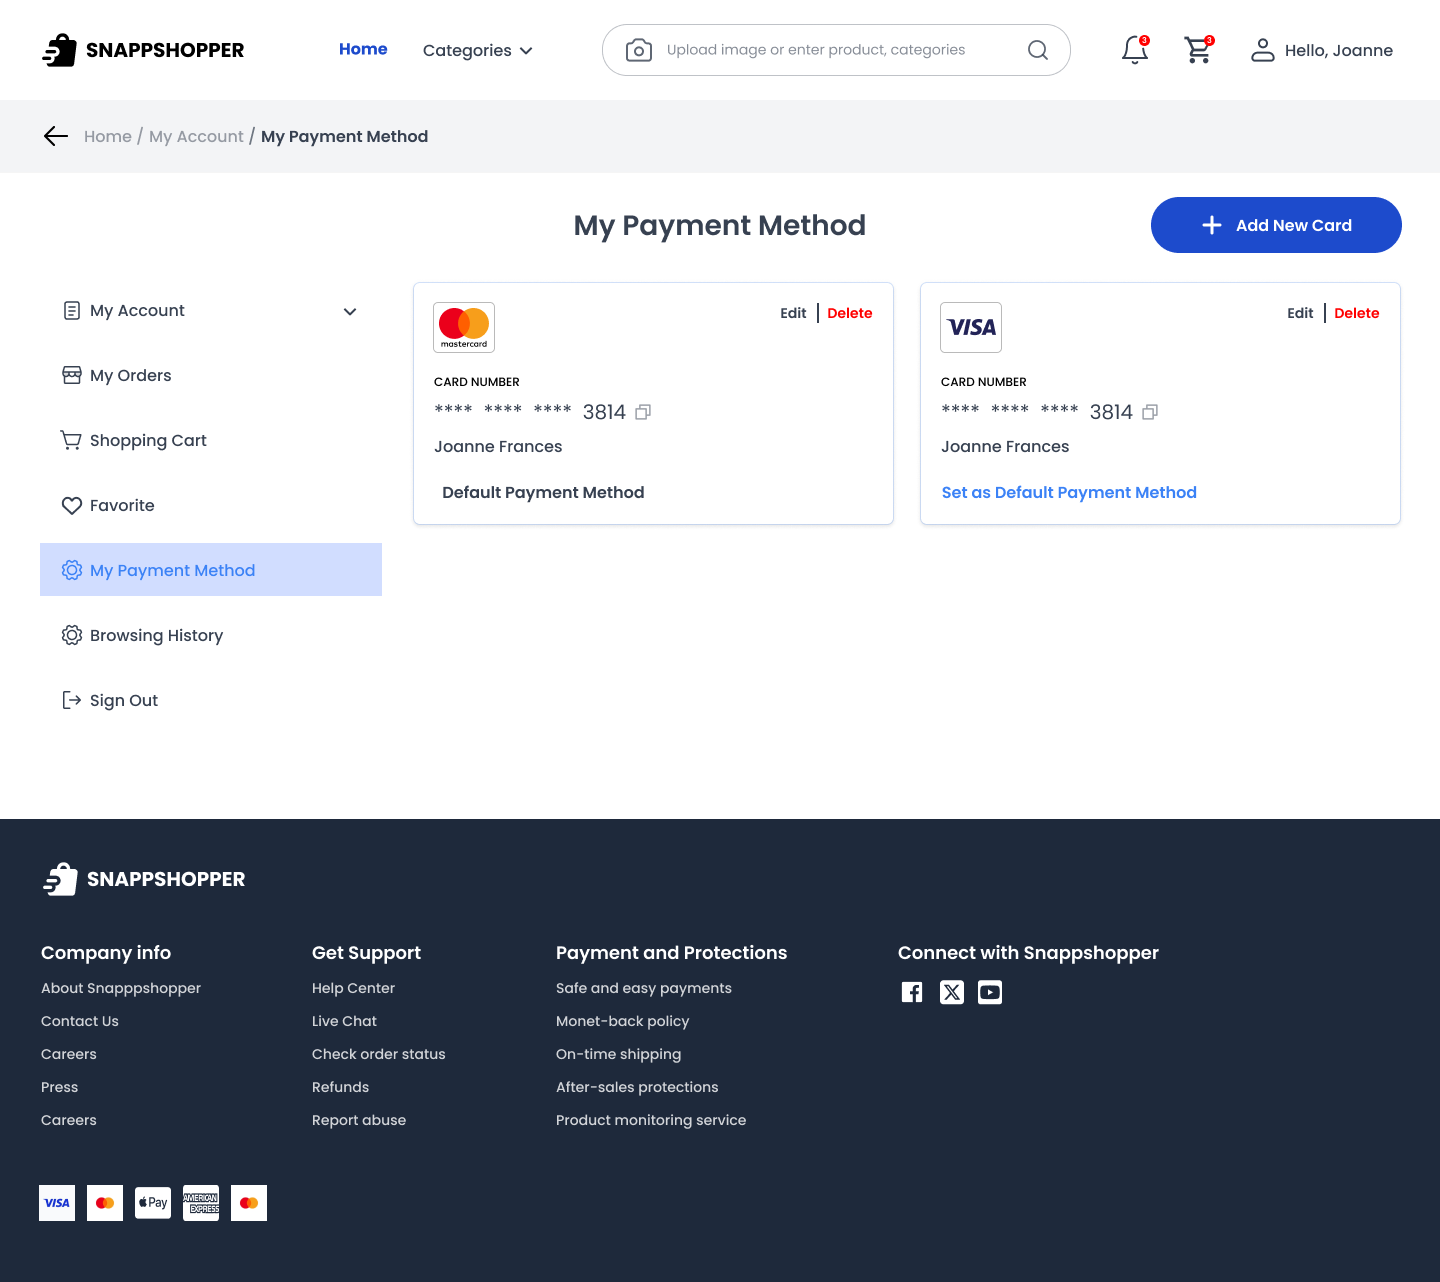 SNAPPSHOPPER
Home
Categories
Upload image or enter product, categories
3
3
Hello, Joanne
Home / My Account / My Payment Method
My Payment Method
Add New Card
My Account
My Orders
Shopping Cart
Favorite
My Payment Method
Browsing History
Sign Out
mastercard
Edit | Delete
CARD NUMBER
**** **** **** 3814
Joanne Frances
Default Payment Method
VISA
Edit | Delete
CARD NUMBER
**** **** **** 3814
Joanne Frances
Set as Default Payment Method
SNAPPSHOPPER
Company info
About Snapppshopper
Contact Us
Careers
Press
Careers
Get Support
Help Center
Live Chat
Check order status
Refunds
Report abuse
Payment and Protections
Safe and easy payments
Monet-back policy
On-time shipping
After-sales protections
Product monitoring service
Connect with Snappshopper
VISA
Pay
AMERICAN
EXPRESS